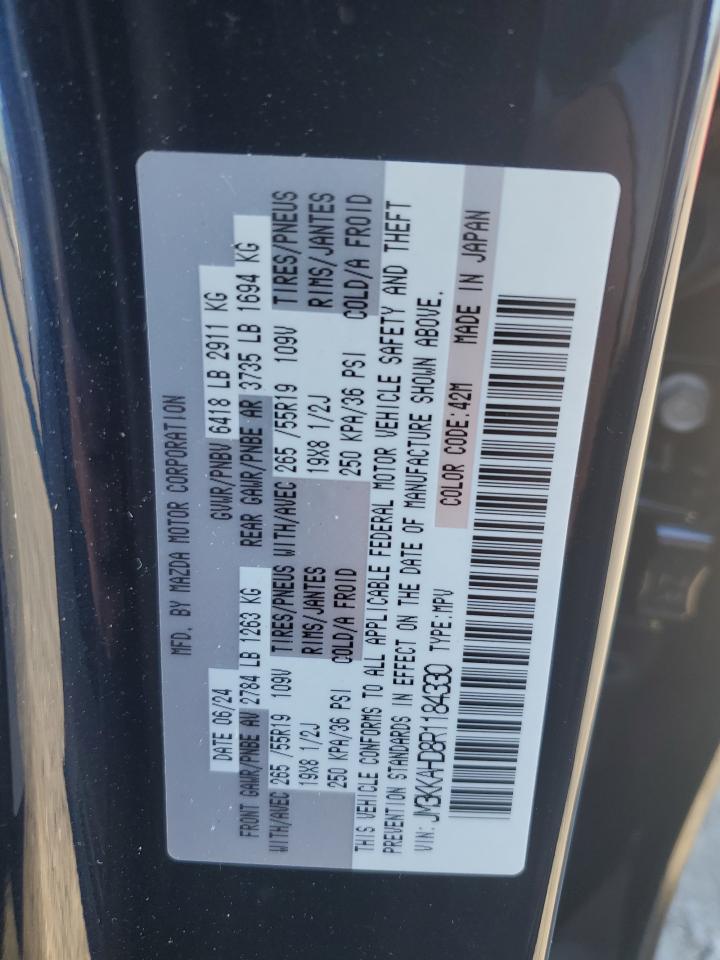 MFD. BY MAZDA MOTOR CORPORATION
DATE 06/24 GVWR/PNBV 6418 LB 2911 KG
FRONT GAWR/PNBE AV 2784 LB 1263 KG REAR GAWR/PNBE AR 3735 LB 1694 KG
WITH/AVEC 265 /55R19 109V TIRES/PNEUS WITH/AVEC 265 /55R19 109V TIRES/PNEUS
19X8 1/2J RIMS/JANTES 19X8 1/2J RIMS/JANTES
250 KPA/36 PSI COLD/A FROID 250 KPA/36 PSI COLD/A FROID
THIS VEHICLE CONFORMS TO ALL APPLICABLE FEDERAL MOTOR VEHICLE SAFETY AND THEFT
PREVENTION STANDARDS IN EFFECT ON THE DATE OF MANUFACTURE SHOWN ABOVE.
VIN: JM3KKAHD8R1184330 TYPE: MPV COLOR CODE: 42M MADE IN JAPAN